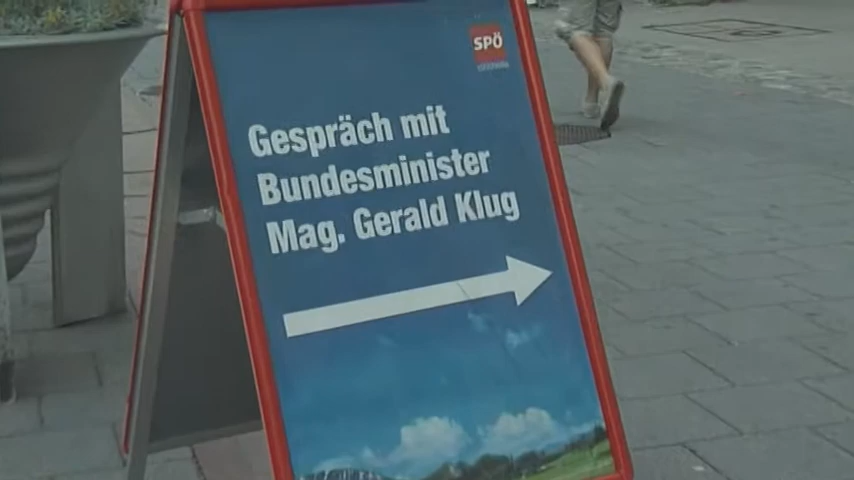 SPÖ
Gespräch mit
Bundesminister
Mag. Gerald Klug